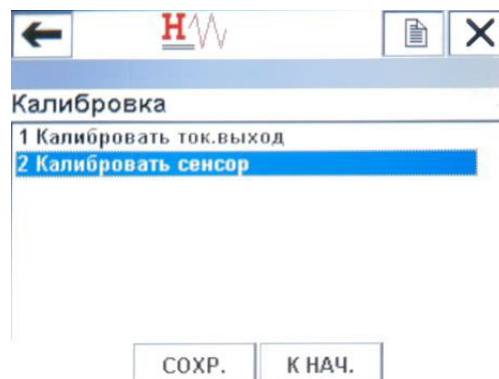 H
Калибровка
1 Калибровать ток.выход
2 Калибровать сенсор
СОХР.
К НАЧ.